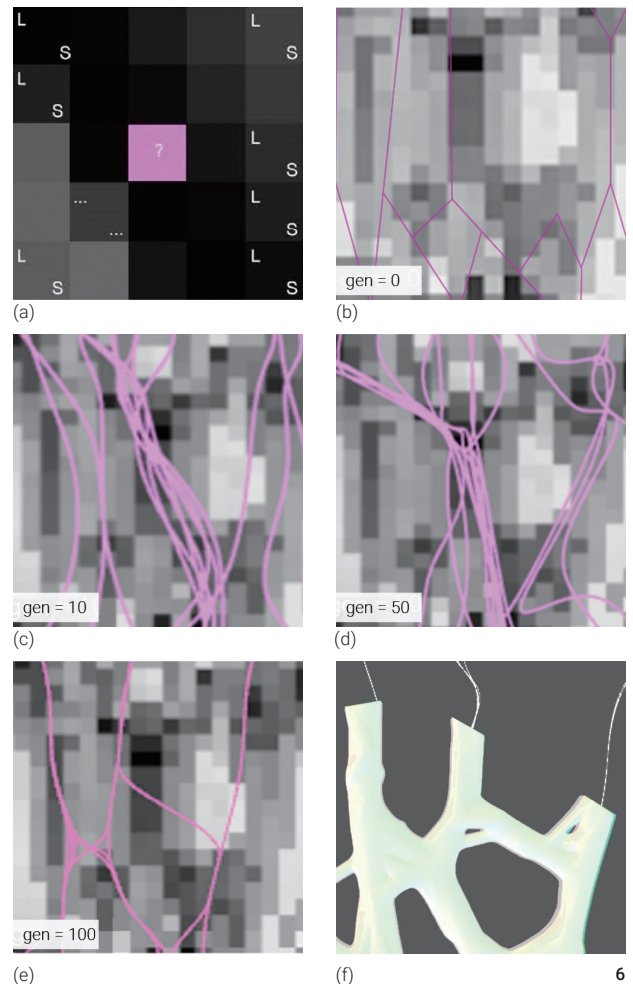 L L
S S
L
S
? L
S
... L
... S
L L
S S
gen = 0
(a) (b)
gen = 10 gen = 50
(c) (d)
gen = 100
(e) (f) 6